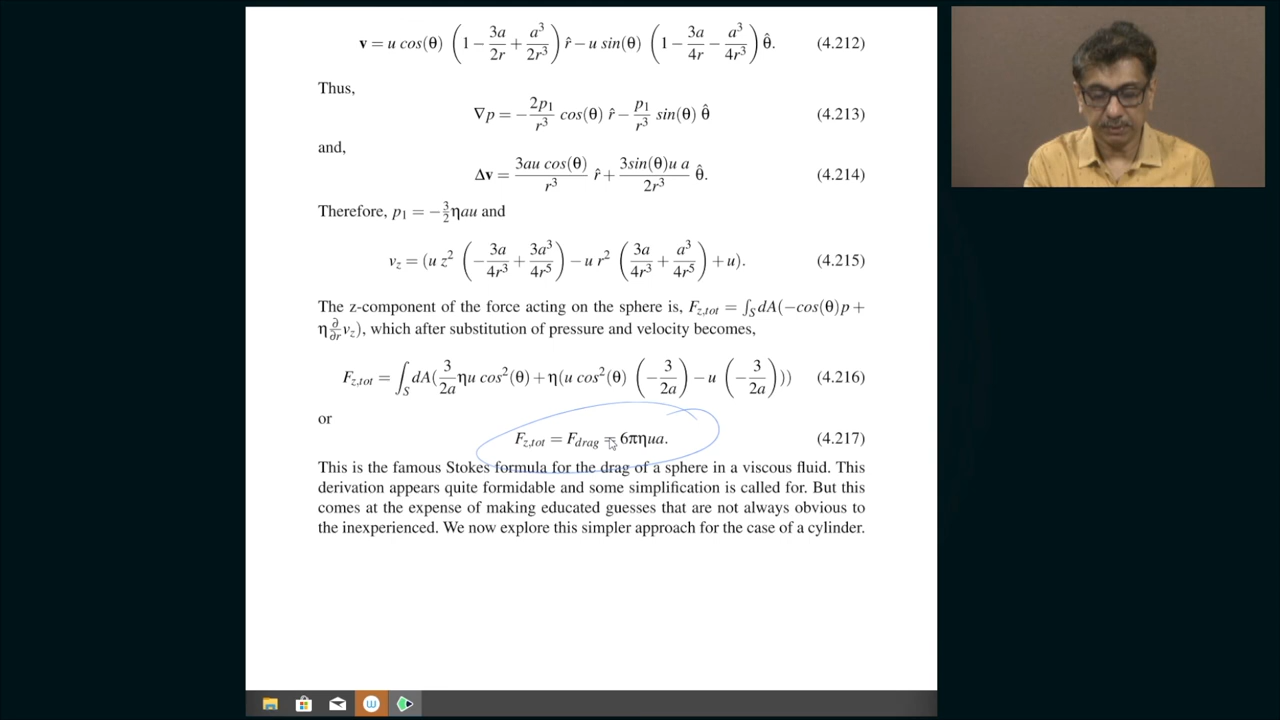 v = u cos(θ) (1 − 3a/2r + a³/2r³) r̂ − u sin(θ) (1 − 3a/4r − a³/4r³) θ̂. (4.212)
Thus,
∇p = − 2p₁/r³ cos(θ) r̂ − p₁/r³ sin(θ) θ̂ (4.213)
and,
Δv = 3au cos(θ)/r³ r̂ + 3sin(θ)u a/2r³ θ̂. (4.214)
Therefore, p₁ = −3/2 ηau and
v_z = (u z² (− 3a/4r³ + 3a³/4r⁵) − u r² (3a/4r³ + a³/4r⁵) + u). (4.215)
The z-component of the force acting on the sphere is, F_{z,tot} = ∫_S dA(−cos(θ)p +
η ∂/∂r v_z), which after substitution of pressure and velocity becomes,
F_{z,tot} = ∫_S dA(3/2a ηu cos²(θ) + η(u cos²(θ) (− 3/2a) − u (− 3/2a))) (4.216)
or
F_{z,tot} = F_{drag} = 6πηua. (4.217)
This is the famous Stokes formula for the drag of a sphere in a viscous fluid. This
derivation appears quite formidable and some simplification is called for. But this
comes at the expense of making educated guesses that are not always obvious to
the inexperienced. We now explore this simpler approach for the case of a cylinder.